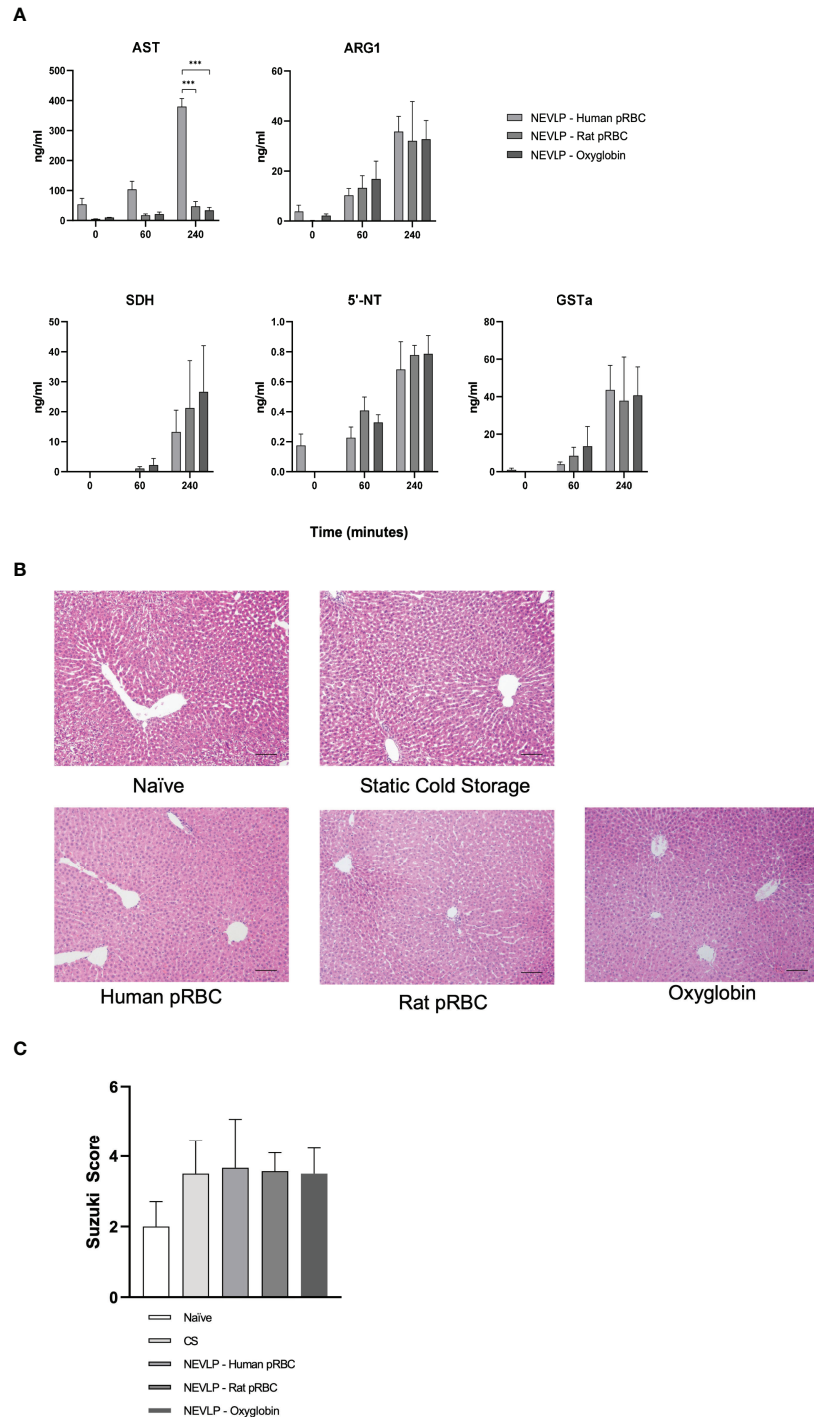 A
AST
ng/ml
500
400
300
200
100
0
***
***
0 60 240
ARG1
ng/ml
60
40
20
0
0 60 240
NEVLP - Human pRBC
NEVLP - Rat pRBC
NEVLP - Oxyglobin
SDH
ng/ml
50
40
30
20
10
0
0 60 240
5'-NT
ng/ml
1.0
0.8
0.6
0.4
0.2
0.0
0 60 240
GSTa
ng/ml
80
60
40
20
0
0 60 240
Time (minutes)
B
Naïve
Static Cold Storage
Human pRBC
Rat pRBC
Oxyglobin
C
Suzuki Score
6
4
2
0
Naïve
CS
NEVLP - Human pRBC
NEVLP - Rat pRBC
NEVLP - Oxyglobin